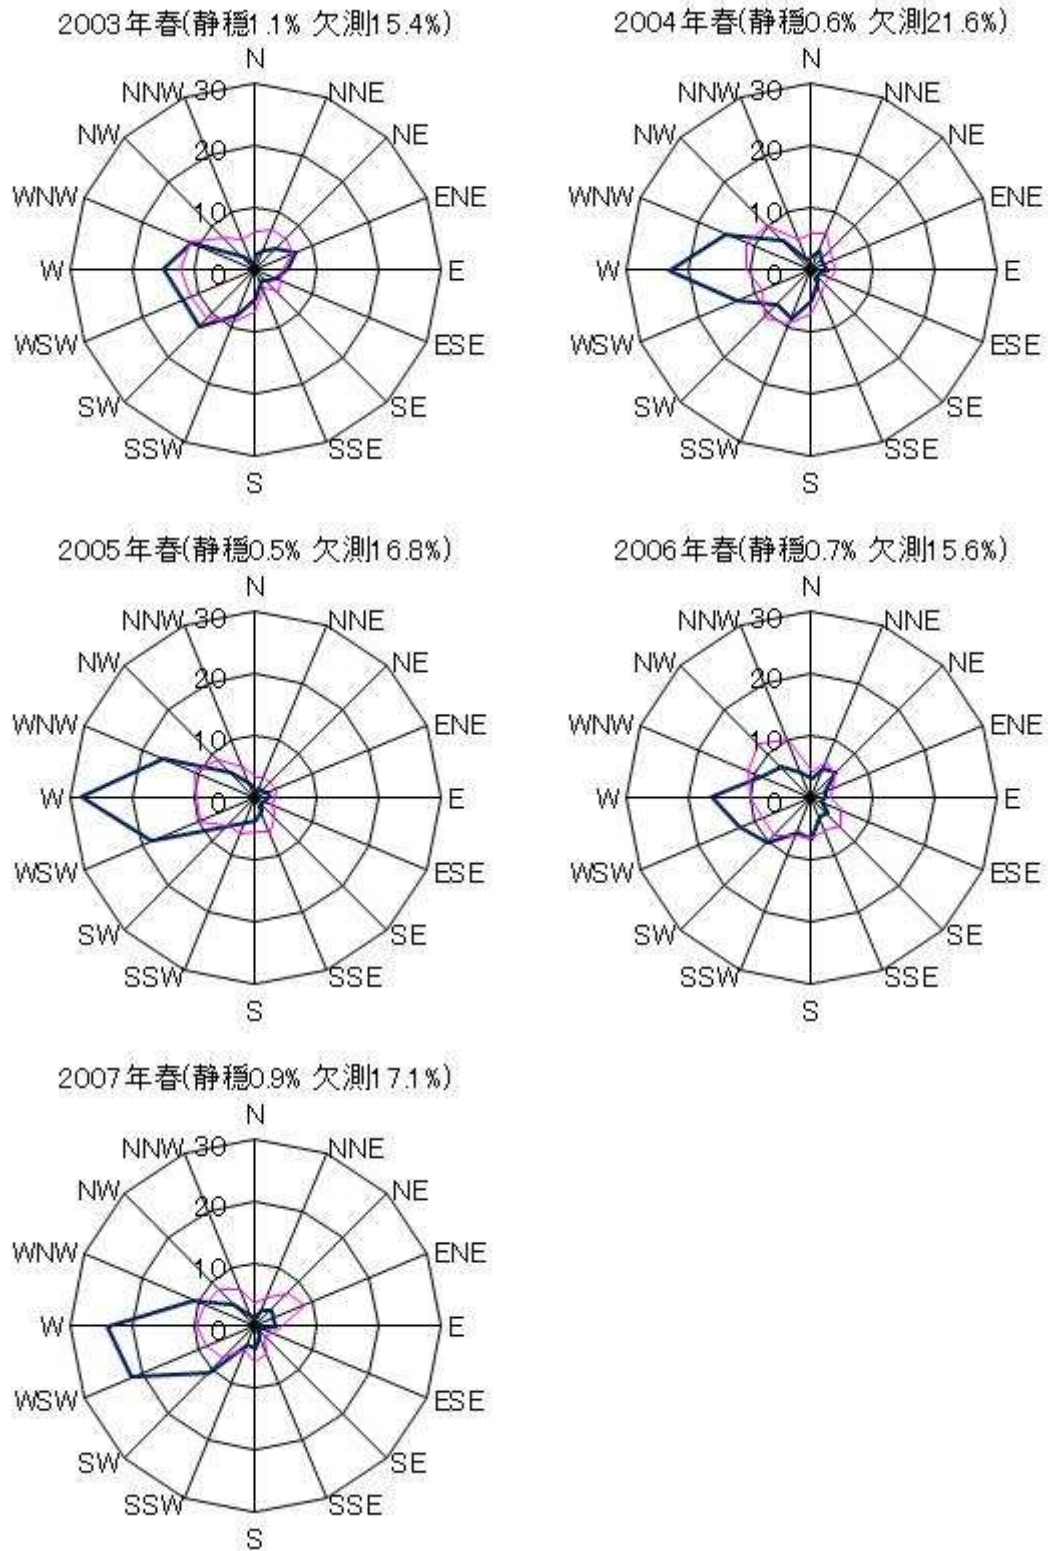 2003年春(静穏1.1% 欠測15.4%)
N
NNW 30 NNE
NW 20 NE
WNW 10 ENE
W 0 E
WSW ESE
SW SE
SSW SSE
S
2004年春(静穏0.6% 欠測21.6%)
N
NNW 30 NNE
NW 20 NE
WNW 10 ENE
W 0 E
WSW ESE
SW SE
SSW SSE
S
2005年春(静穏0.5% 欠測16.8%)
N
NNW 30 NNE
NW 20 NE
WNW 10 ENE
W 0 E
WSW ESE
SW SE
SSW SSE
S
2006年春(静穏0.7% 欠測15.6%)
N
NNW 30 NNE
NW 20 NE
WNW 10 ENE
W 0 E
WSW ESE
SW SE
SSW SSE
S
2007年春(静穏0.9% 欠測17.1%)
N
NNW 30 NNE
NW 20 NE
WNW 10 ENE
W 0 E
WSW ESE
SW SE
SSW SSE
S